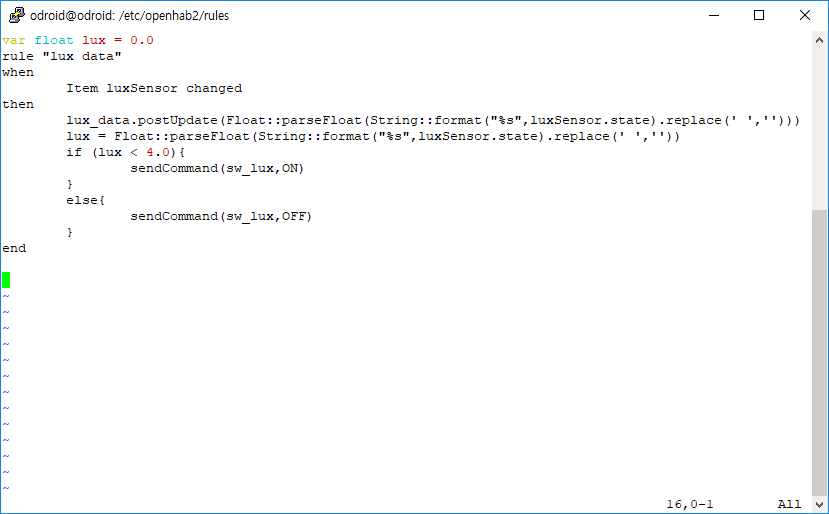 odroid@odroid: /etc/openhab2/rules
var float lux = 0.0
rule "lux data"
when
        Item luxSensor changed
then
        lux_data.postUpdate(Float::parseFloat(String::format("%s",luxSensor.state).replace(' ','')))
        lux = Float::parseFloat(String::format("%s",luxSensor.state).replace(' ',''))
        if (lux < 4.0){
                sendCommand(sw_lux,ON)
        }
        else{
                sendCommand(sw_lux,OFF)
        }
end
~
~
~
~
~
~
~
~
~
~
~
~
~
16,0-1        All